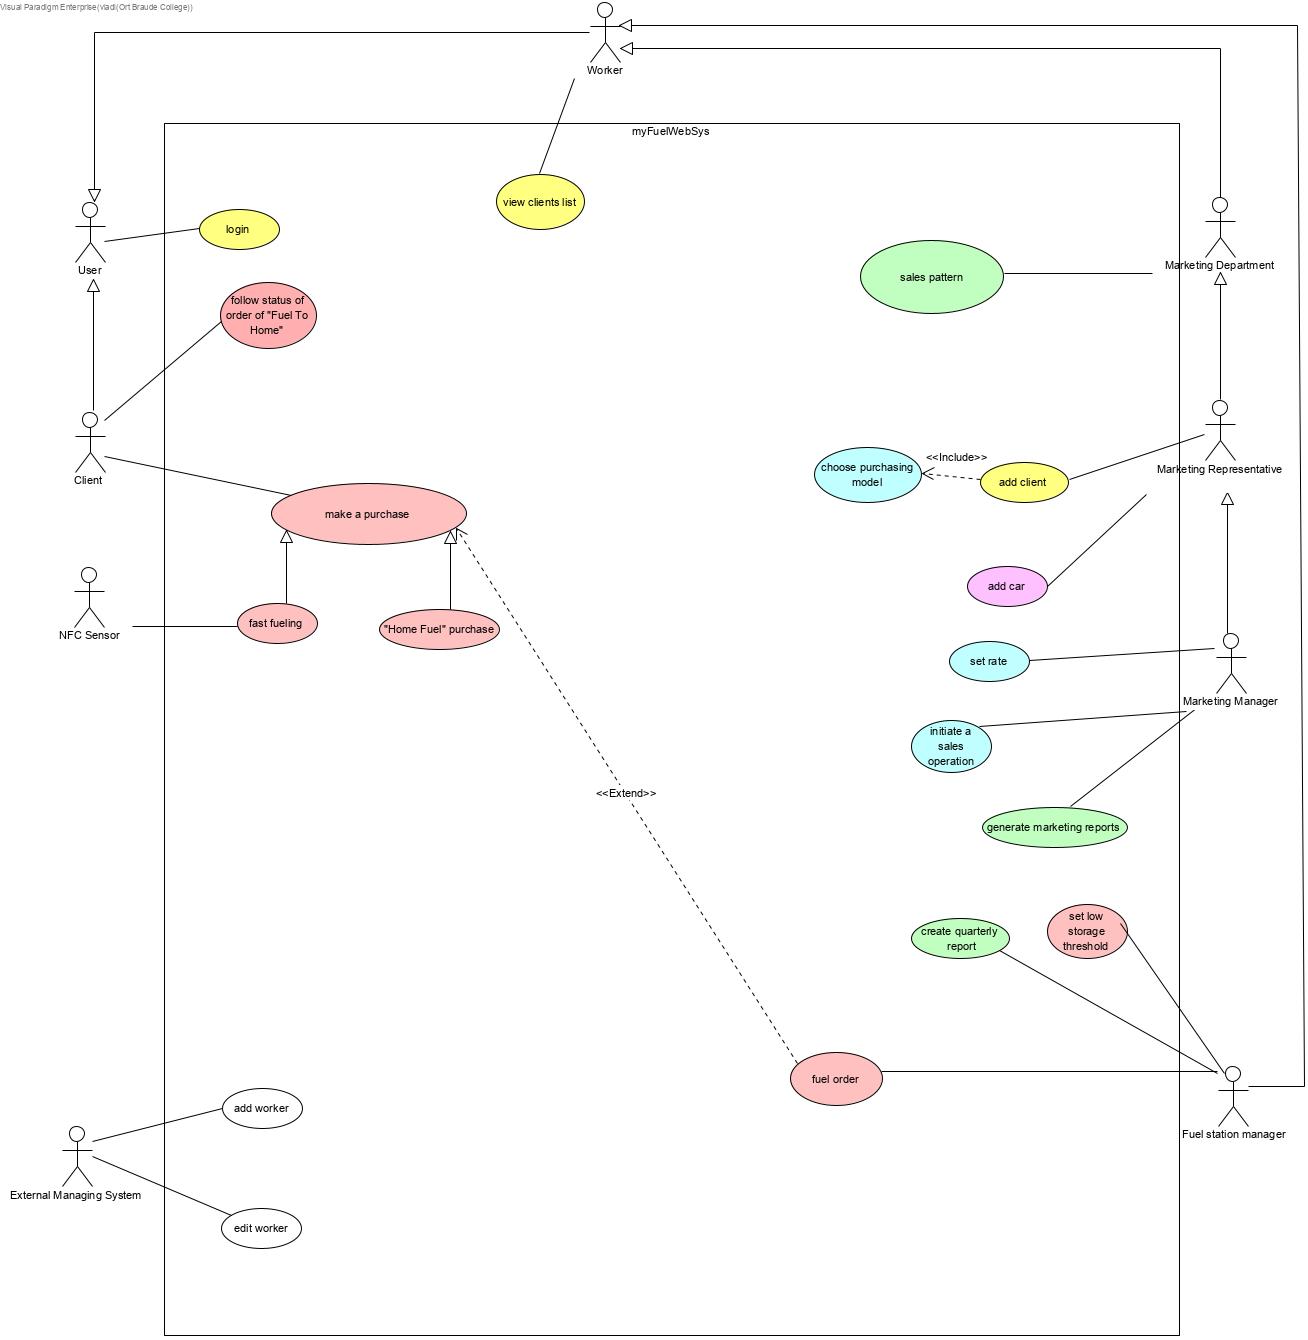 Visual Paradigm Enterprise(vladi(Ort Braude College))
Worker
myFuelWebSys
view clients list
login
User
sales pattern
Marketing Department
follow status of
order of "Fuel To
Home"
Client
make a purchase
choose purchasing
model
<<Include>>
add client
Marketing Representative
add car
NFC Sensor
fast fueling
"Home Fuel" purchase
set rate
Marketing Manager
initiate a
sales
operation
<<Extend>>
generate marketing reports
create quarterly
report
set low
storage
threshold
fuel order
Fuel station manager
add worker
External Managing System
edit worker